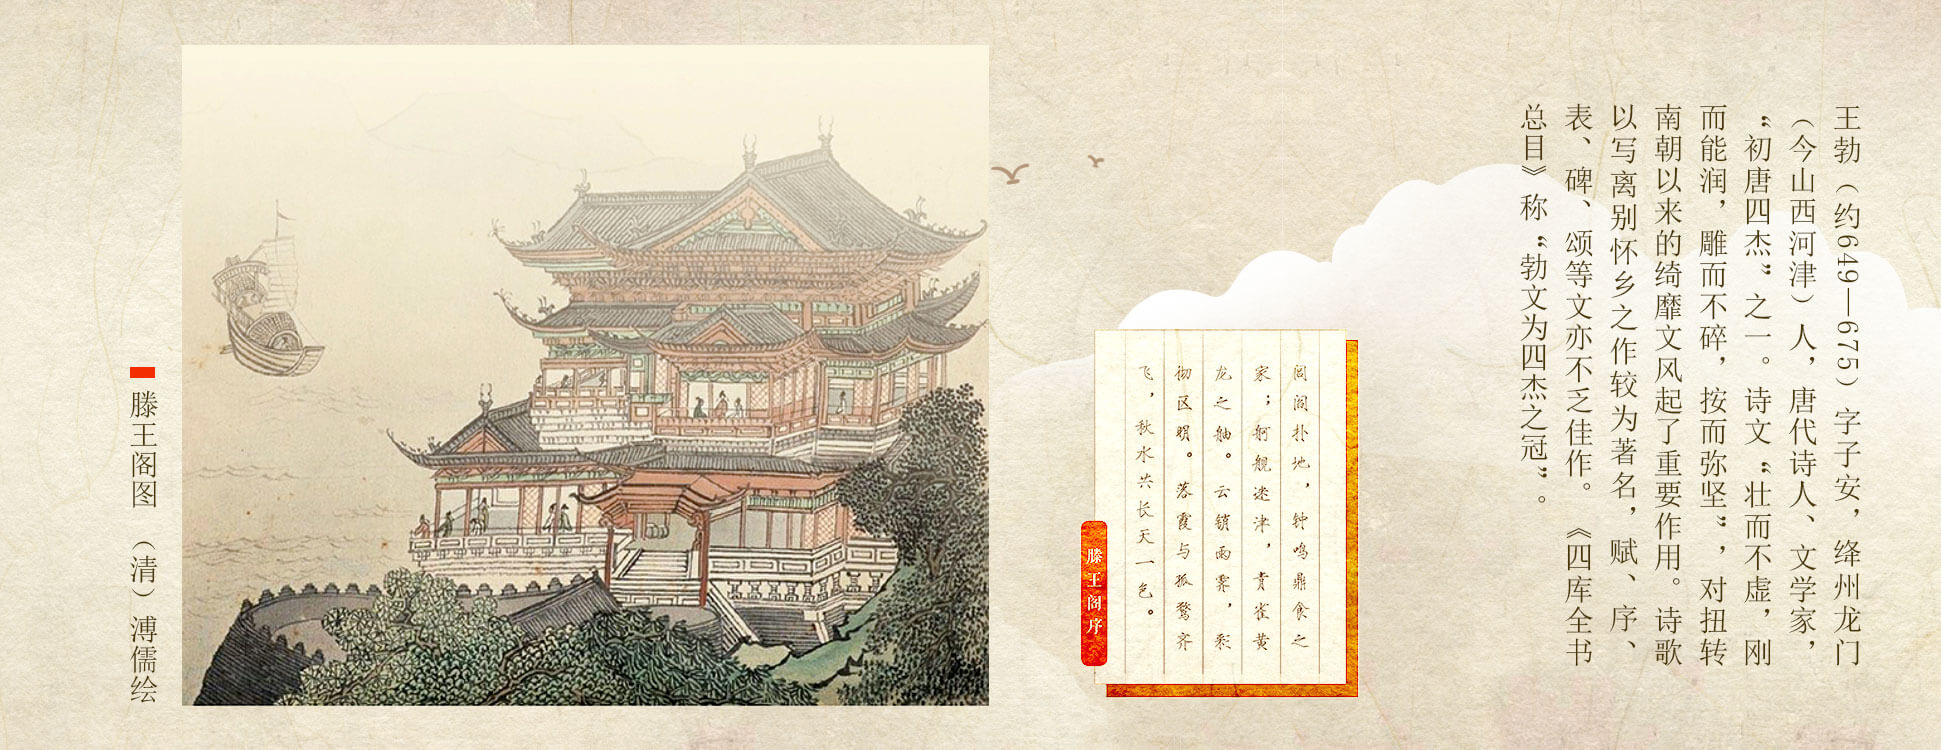 王勃（约649—675）字子安，绛州龙门
（今山西河津）人，唐代诗人、文学家，
“初唐四杰”之一。诗文“壮而不虚，刚
而能润，雕而不碎，按而弥坚”，对扭转
南朝以来的绮靡文风起了重要作用。诗歌
以写离别怀乡之作较为著名，赋、序、
表、碑、颂等文亦不乏佳作。《四库全书
总目》称“勃文为四杰之冠”。
闾阎扑地，钟鸣鼎食之
家；舸舰迷津，青雀黄
龙之舳。云销雨霁，彩
彻区明。落霞与孤鹜齐
飞，秋水共长天一色。
滕王阁序
滕王阁图 （清）溥儒绘